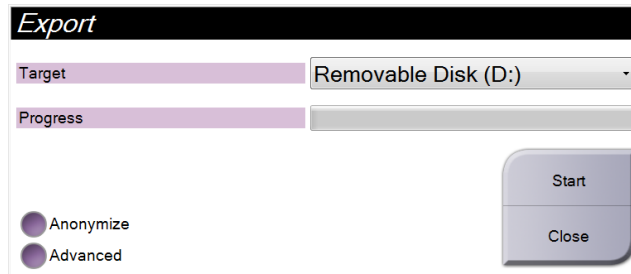 Export
Target
Removable Disk (D:)
Progress
Start
Anonymize
Close
Advanced